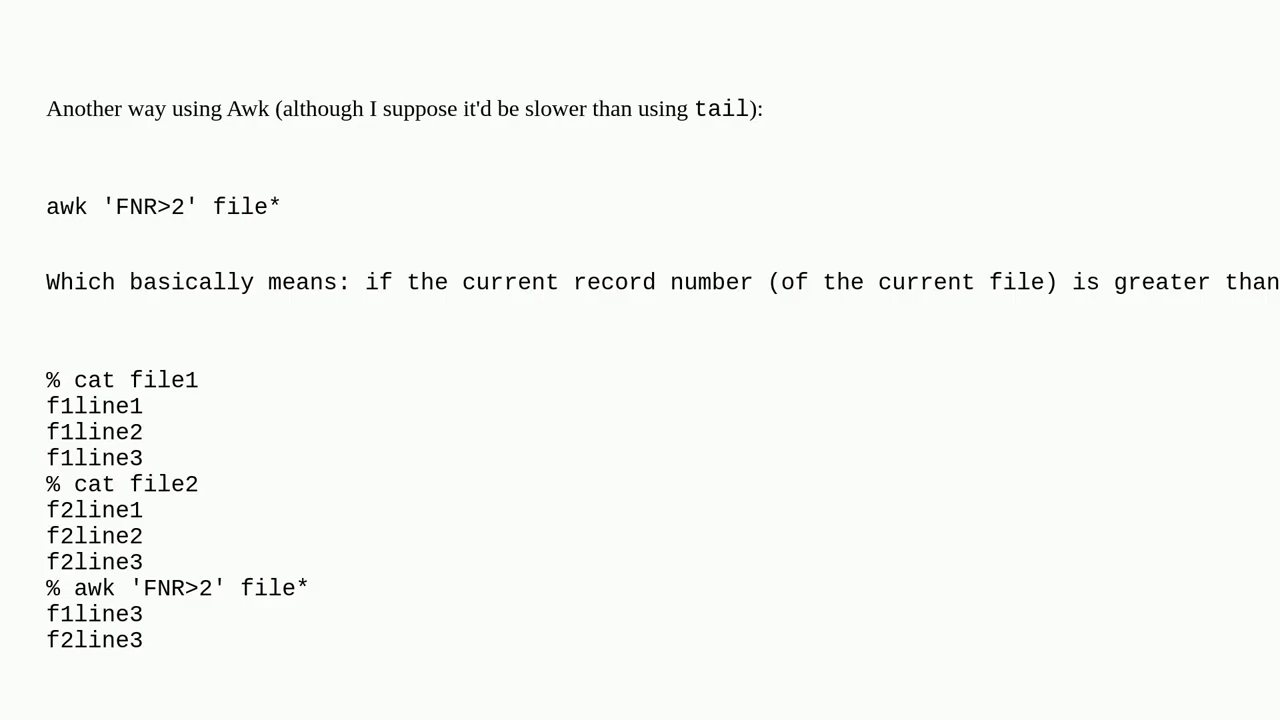 Another way using Awk (although I suppose it'd be slower than using tail):
awk 'FNR>2' file*
Which basically means: if the current record number (of the current file) is greater than
% cat file1
f1line1
f1line2
f1line3
% cat file2
f2line1
f2line2
f2line3
% awk 'FNR>2' file*
f1line3
f2line3